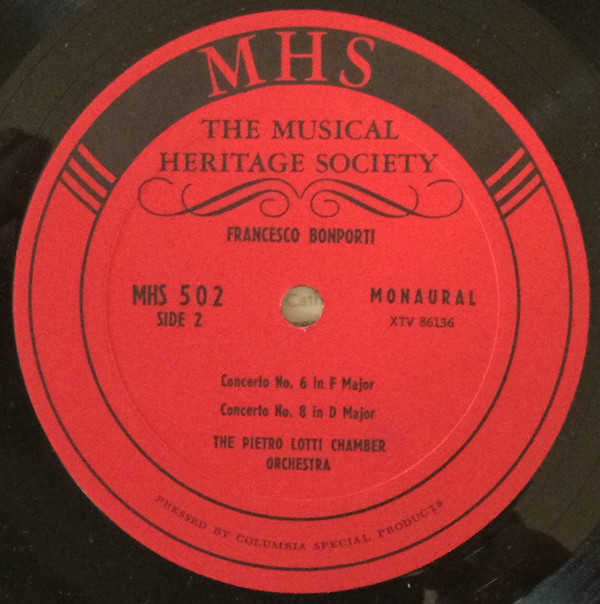 MHS
THE MUSICAL
HERITAGE SOCIETY
FRANCESCO BONPORTI
MHS 502
SIDE 2
MONAURAL
XTV 86136
Cath
Concerto No. 6 in F Major
Concerto No. 8 in D Major
THE PIETRO LOTTI CHAMBER
ORCHESTRA
PRESSED BY COLUMBIA SPECIAL PRODUCTS